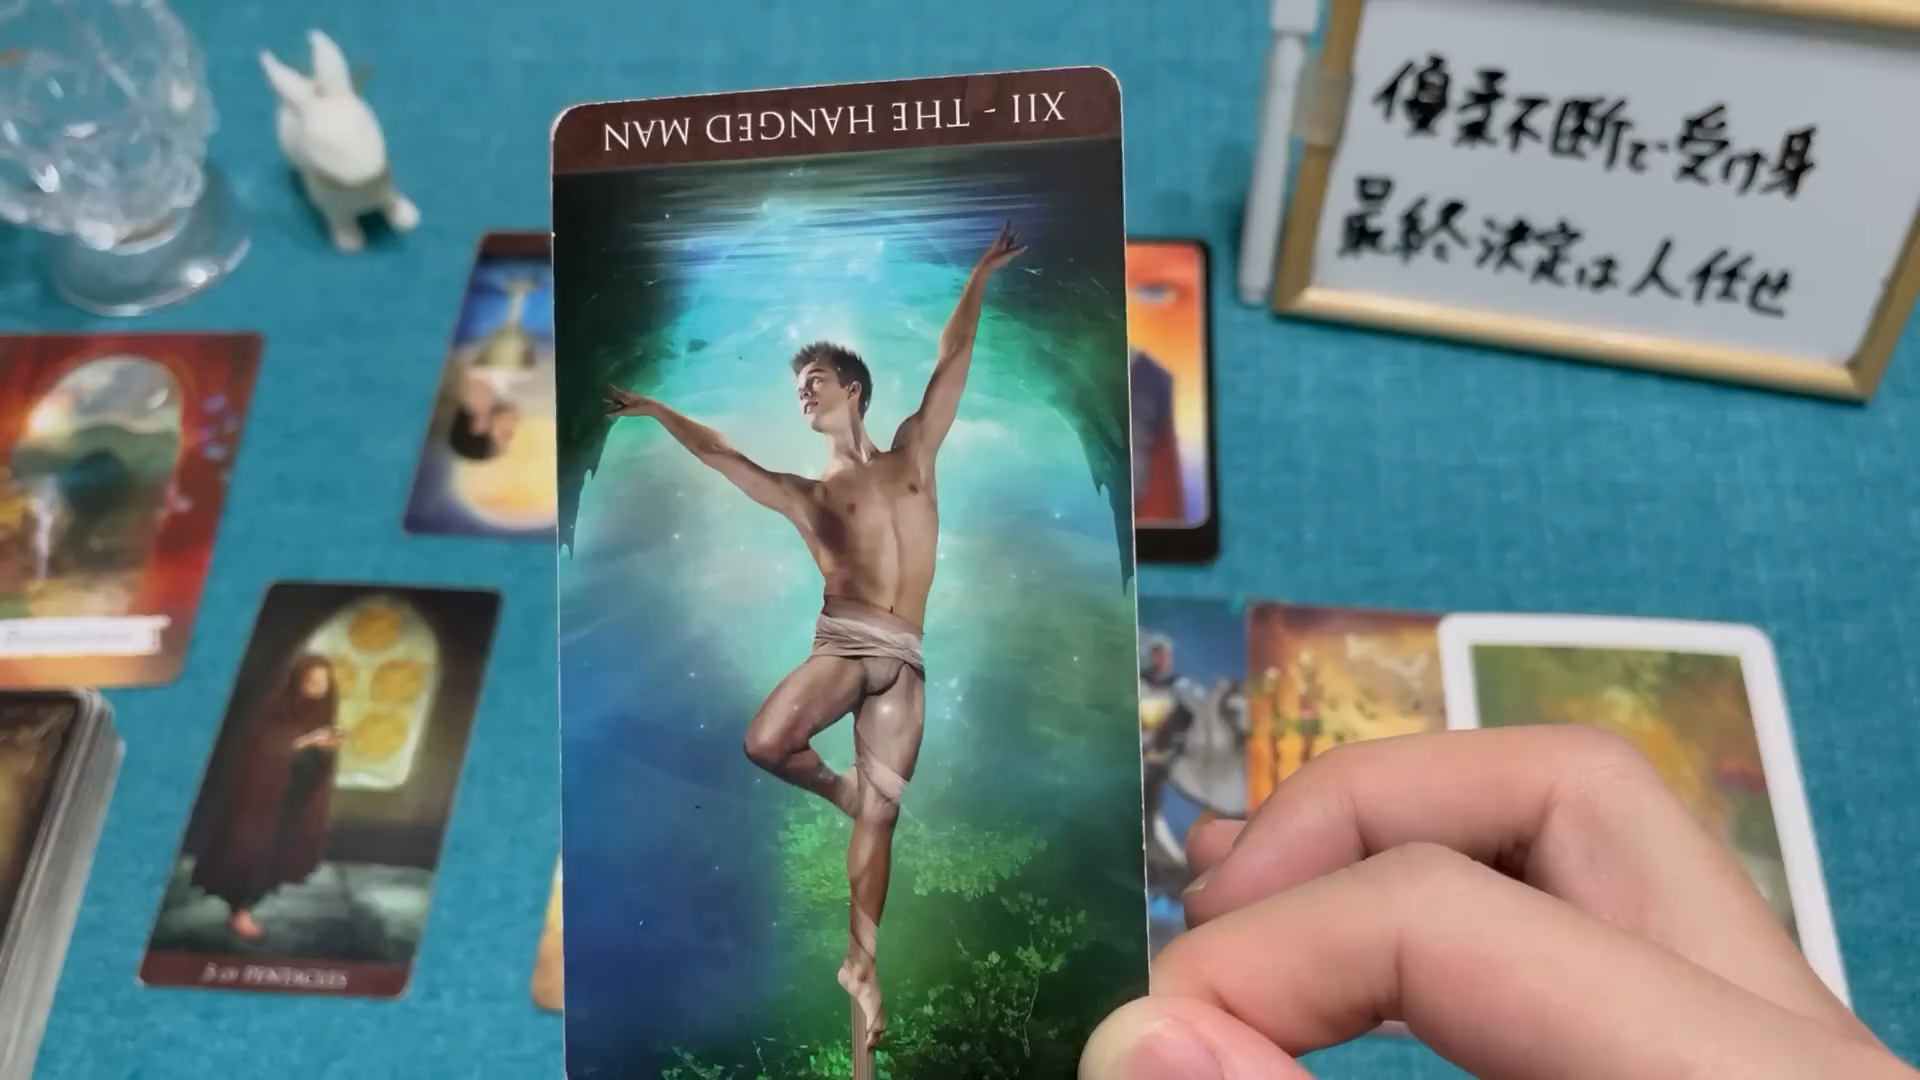 XII - THE HANGED MAN
優柔不断で受け身
最終決定は人任せ
5 OF PENTACLES